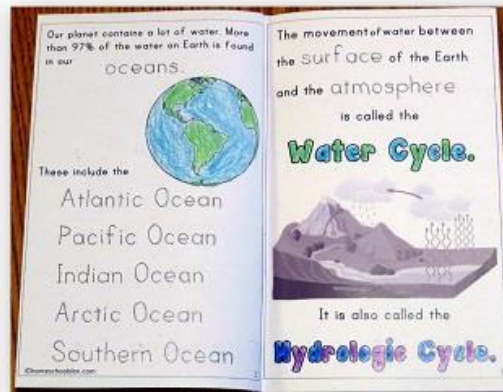 Our planet contains a lot of water. More
than 97% of the water on Earth is found
in our
oceans.
These include the
Atlantic Ocean
Pacific Ocean
Indian Ocean
Arctic Ocean
Southern Ocean
©homeschoolden.com
1
The movement of water between
the surface of the Earth
and the atmosphere
is called the
Water Cycle.
It is also called the
Hydrologic Cycle.